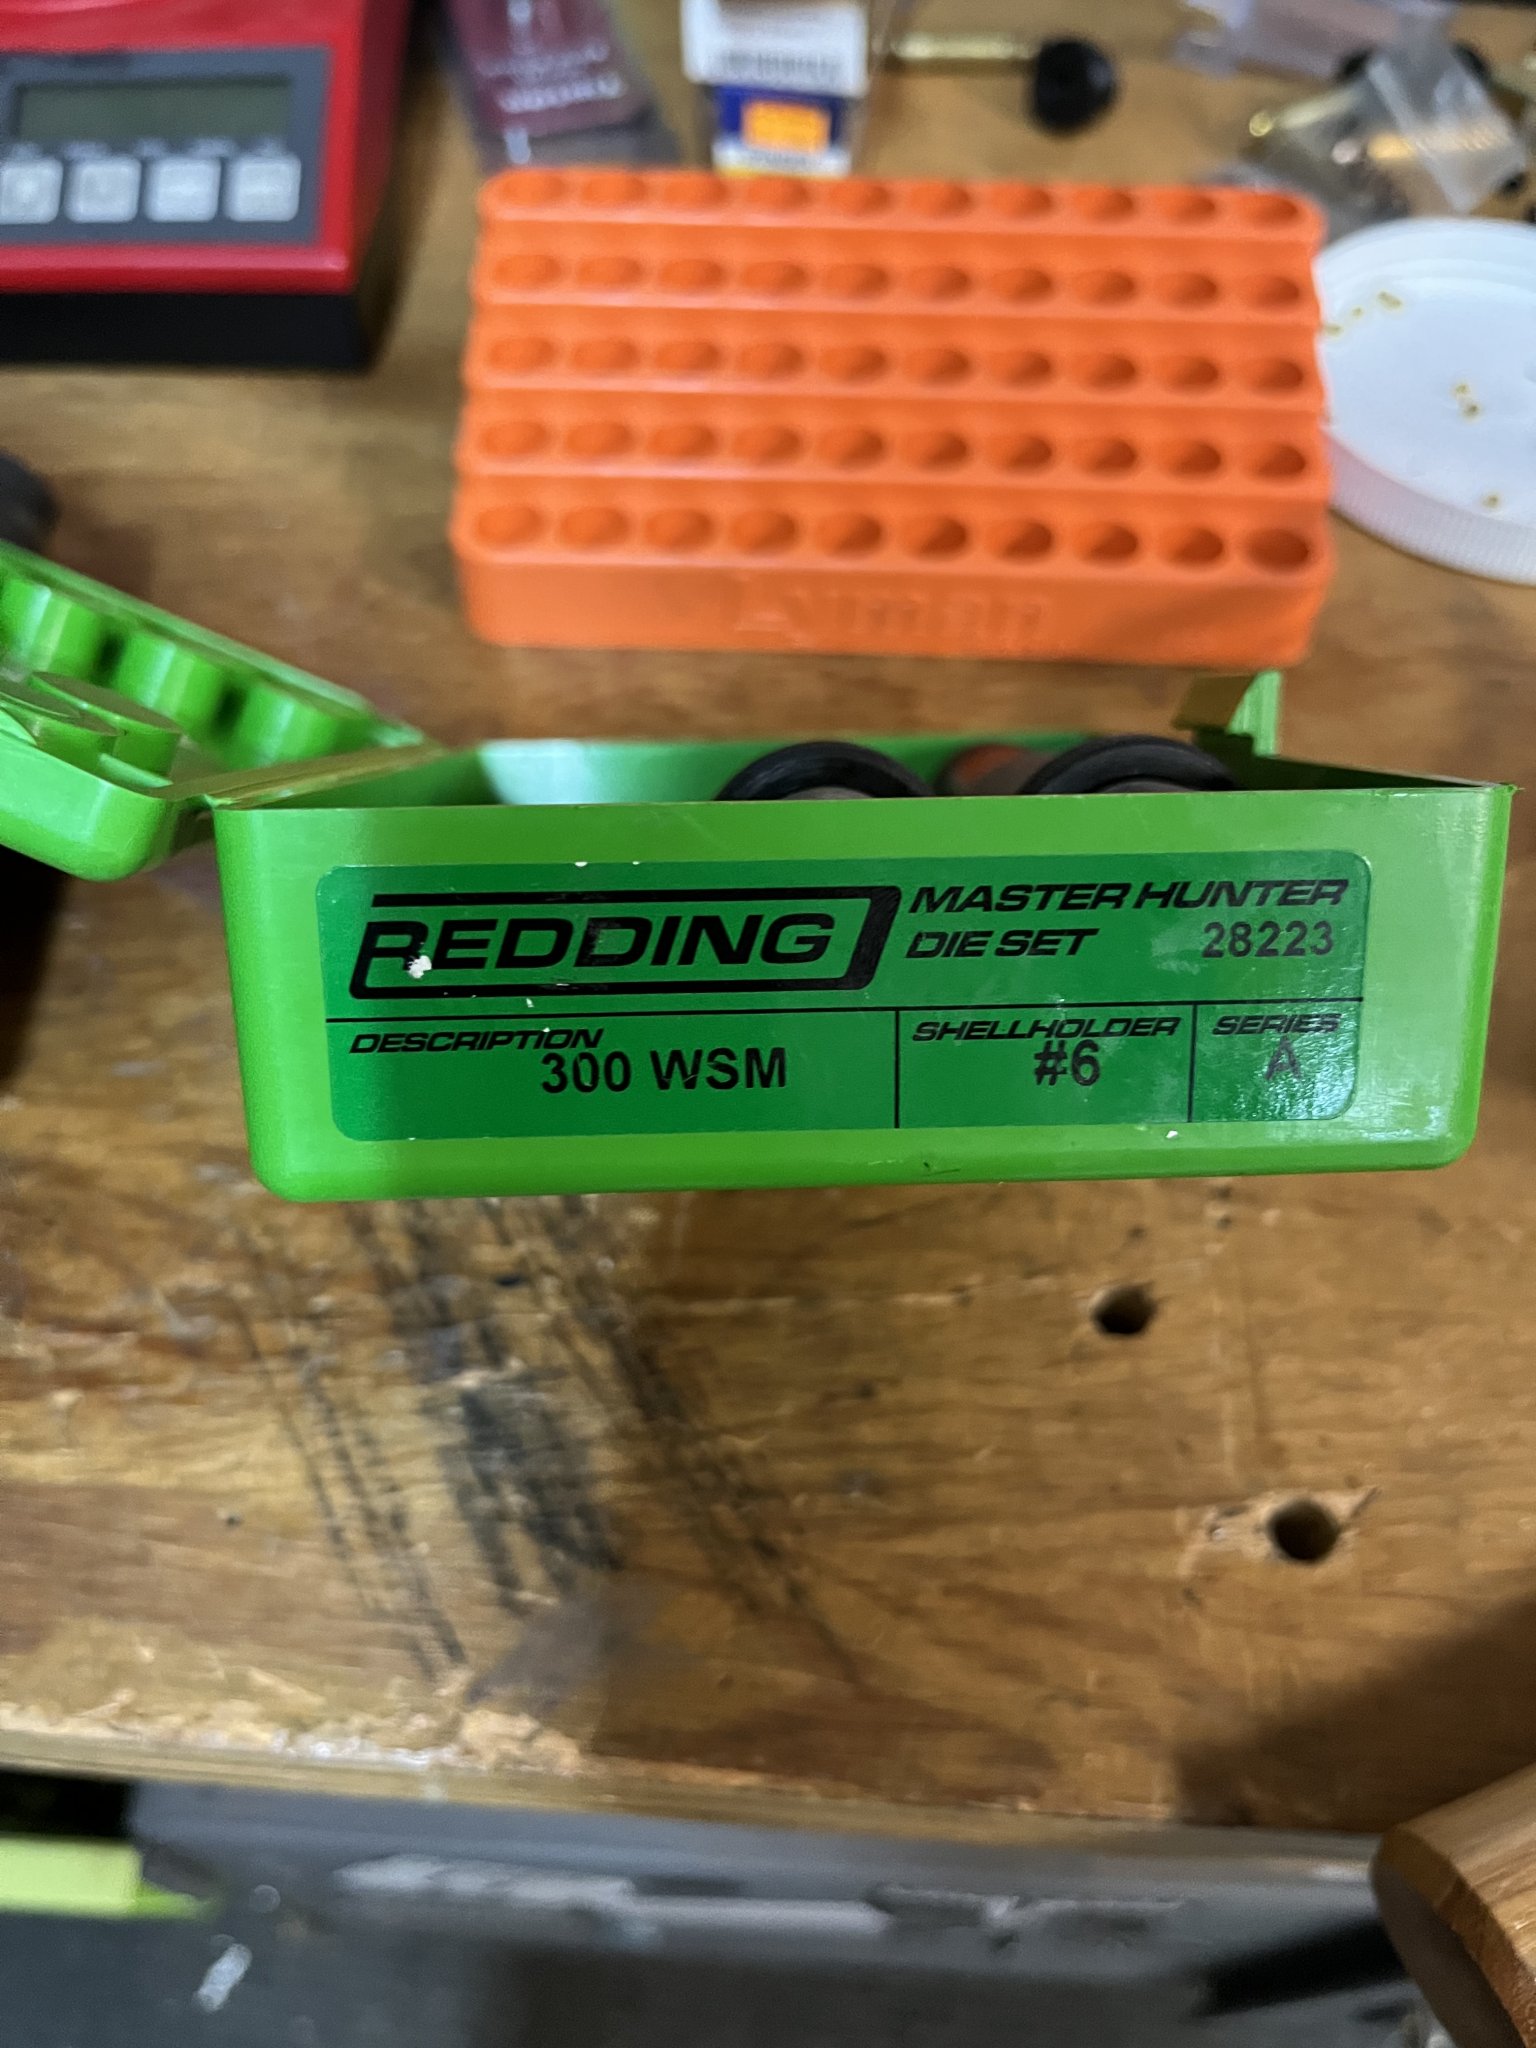 REDDING
MASTER HUNTER
DIE SET 28223
DESCRIPTION
300 WSM
SHELLHOLDER
#6
SERIES
A